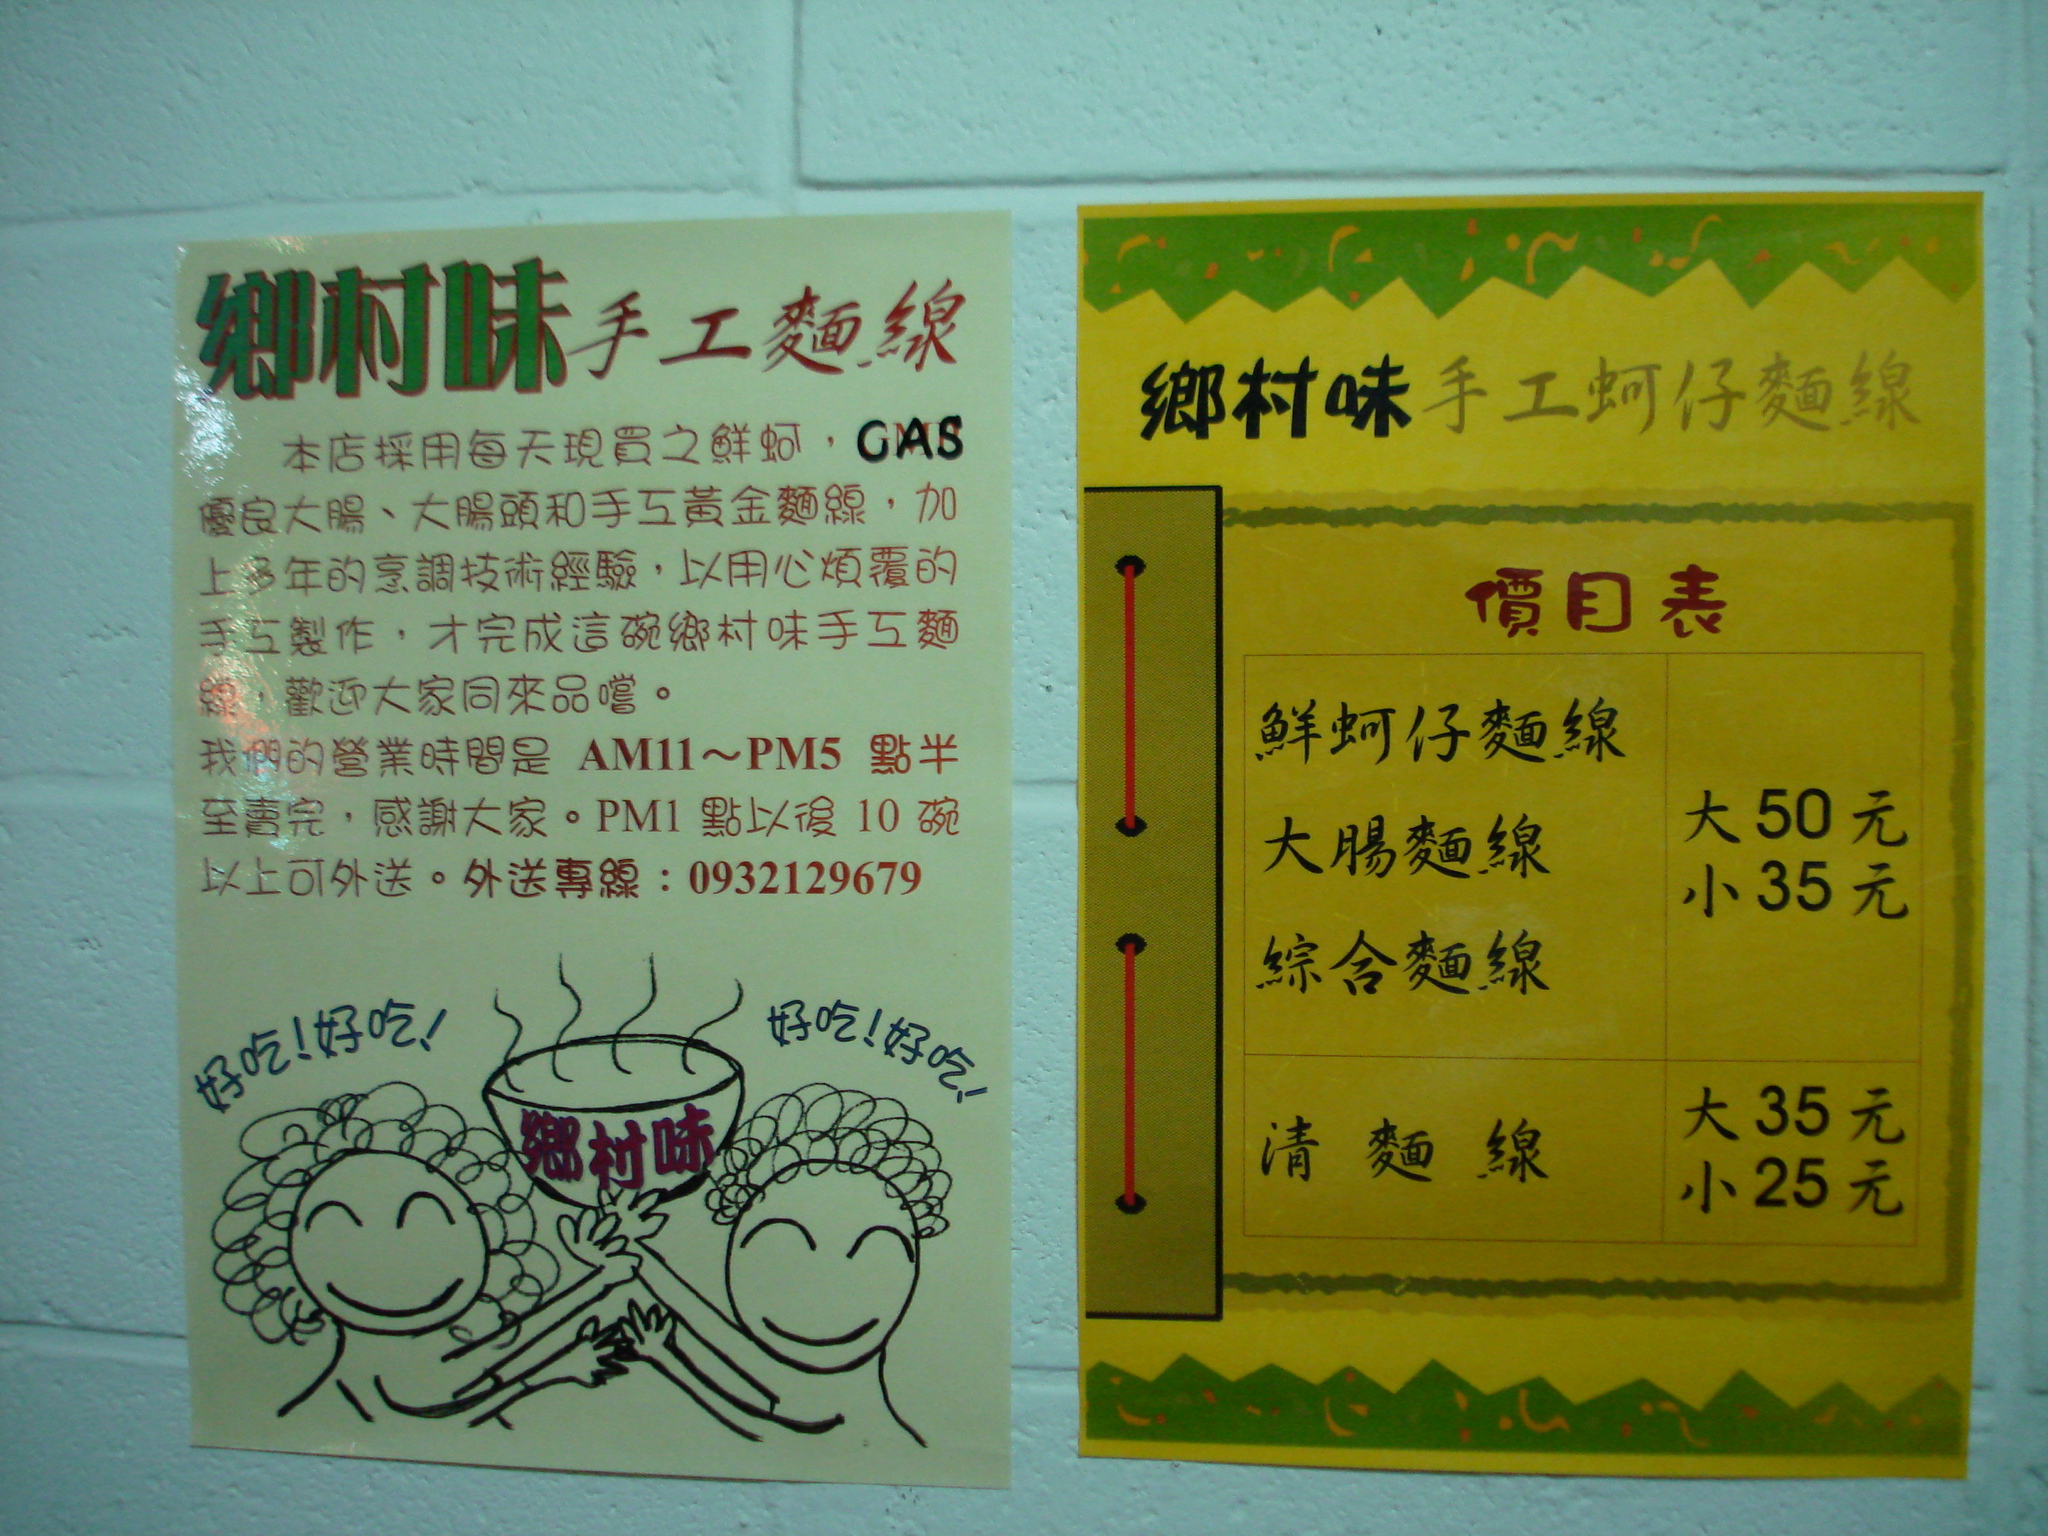 鄉村味手工麵線
本店採用每天現買之鮮蚵，CAS
優良大腸、大腸頭和手工黃金麵線，加
上多年的烹調技術經驗，以用心煩覆的
手工製作，才完成這碗鄉村味手工麵
線，歡迎大家同來品嚐。
我們的營業時間是 AM11～PM5 點半
至賣完，感謝大家。PM1 點以後 10 碗
以上可外送。外送專線：0932129679
好吃!好吃!
好吃!好吃!
鄉村味
鄉村味手工蚵仔麵線
價目表
鮮蚵仔麵線
大腸麵線
綜合麵線
大 50 元
小 35 元
清 麵 線
大 35 元
小 25 元